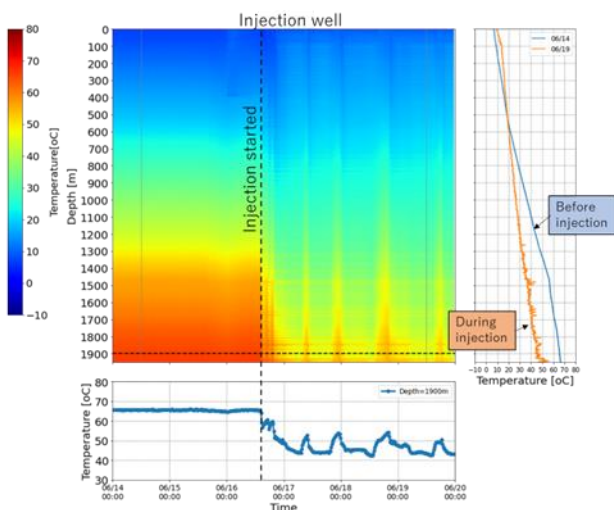 Injection well
80
70
60
50
40
30
20
10
0
−10
Temperature[oC]
0
100
200
300
400
500
600
700
800
900
1000
1100
1200
1300
1400
1500
1600
1700
1800
1900
Depth [m]
Injection started
06/14
06/19
Before
injection
During
injection
−10 0 10 20 30 40 50 60 70 80
Temperature [oC]
Depth=1900m
80
70
60
50
40
30
Temperature [oC]
06/14 06/15 06/16 06/17 06/18 06/19 06/20
00:00 00:00 00:00 00:00 00:00 00:00 00:00
Time